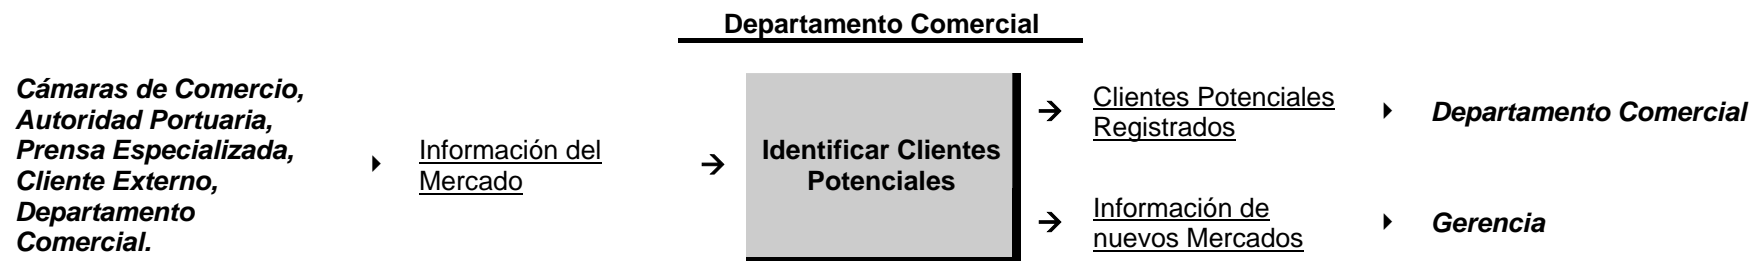 Departamento Comercial
Cámaras de Comercio,
Autoridad Portuaria,
Prensa Especializada,
Cliente Externo,
Departamento
Comercial.
Información del
Mercado
Identificar Clientes
Potenciales
Clientes Potenciales
Registrados
Departamento Comercial
Información de
nuevos Mercados
Gerencia